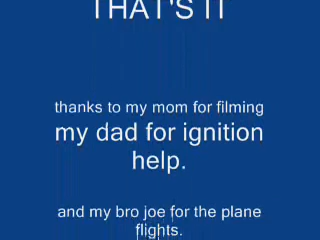 THAT'S IT
thanks to my mom for filming
my dad for ignition
help.
and my bro joe for the plane
flights.